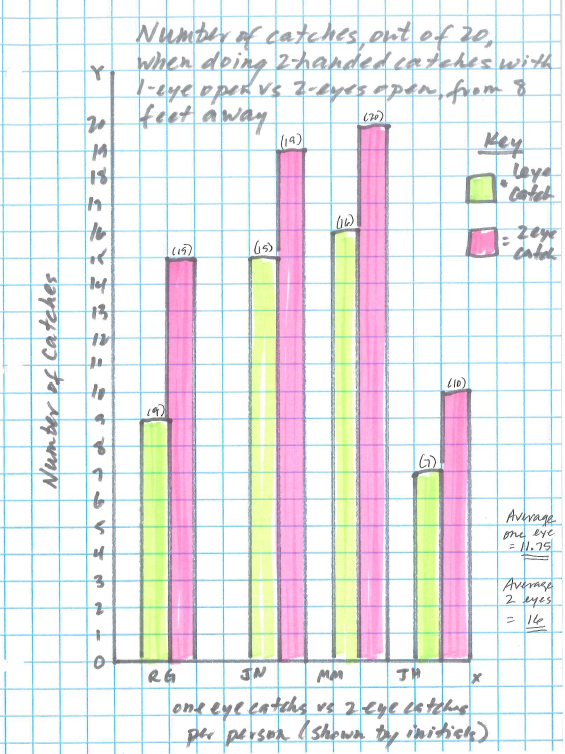 Number of catches, out of 20,
when doing 2-handed catches with
1-eye open vs 2-eyes open, from 8
feet away
Y
Key
= 1 eye
catch
= 2 eye
catch
20
19
18
17
16
15
14
13
12
11
10
9
8
7
6
5
4
3
2
1
0
Number of Catches
(9)
(15)
(15)
(19)
(16)
(20)
(7)
(10)
Average
one eye
= 11.75
Average
2 eyes
= 16
RG JN MM JH X
one eye catchs vs 2-eye catches
per person (shown by initials)